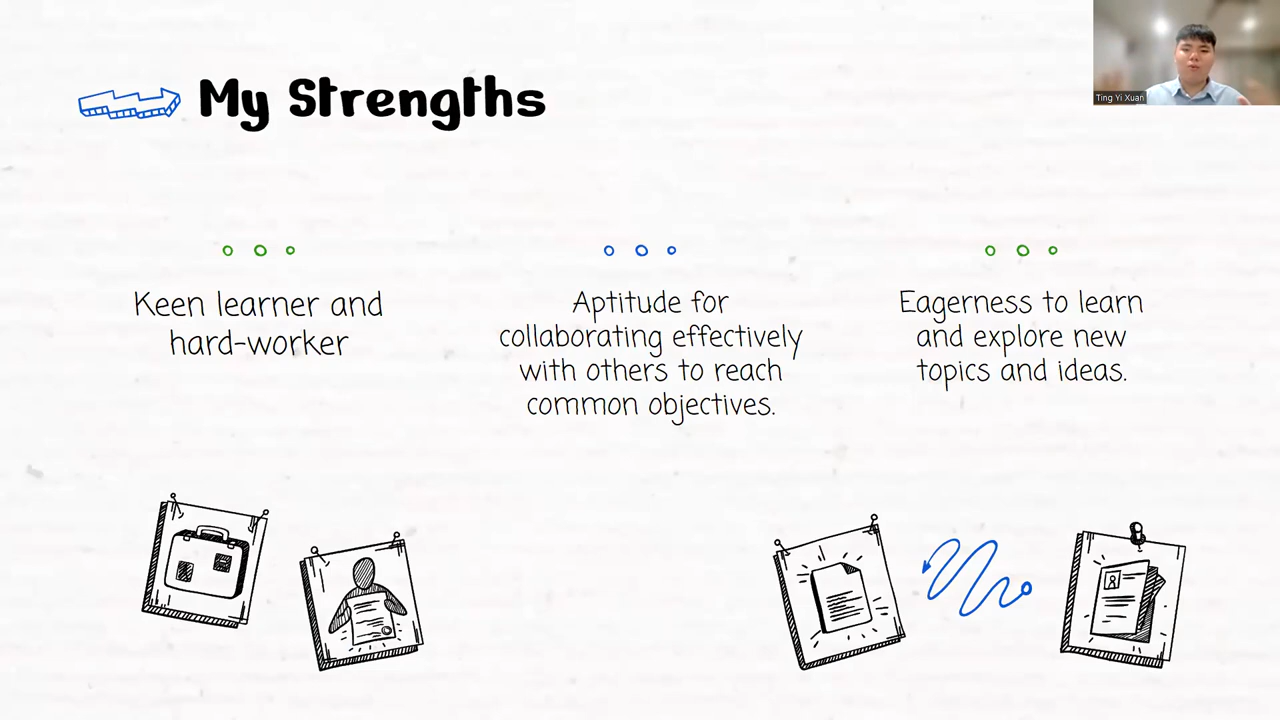 My Strengths
Ting Yi Xuan
Keen learner and
hard-worker
Aptitude for
collaborating effectively
with others to reach
common objectives.
Eagerness to learn
and explore new
topics and ideas.